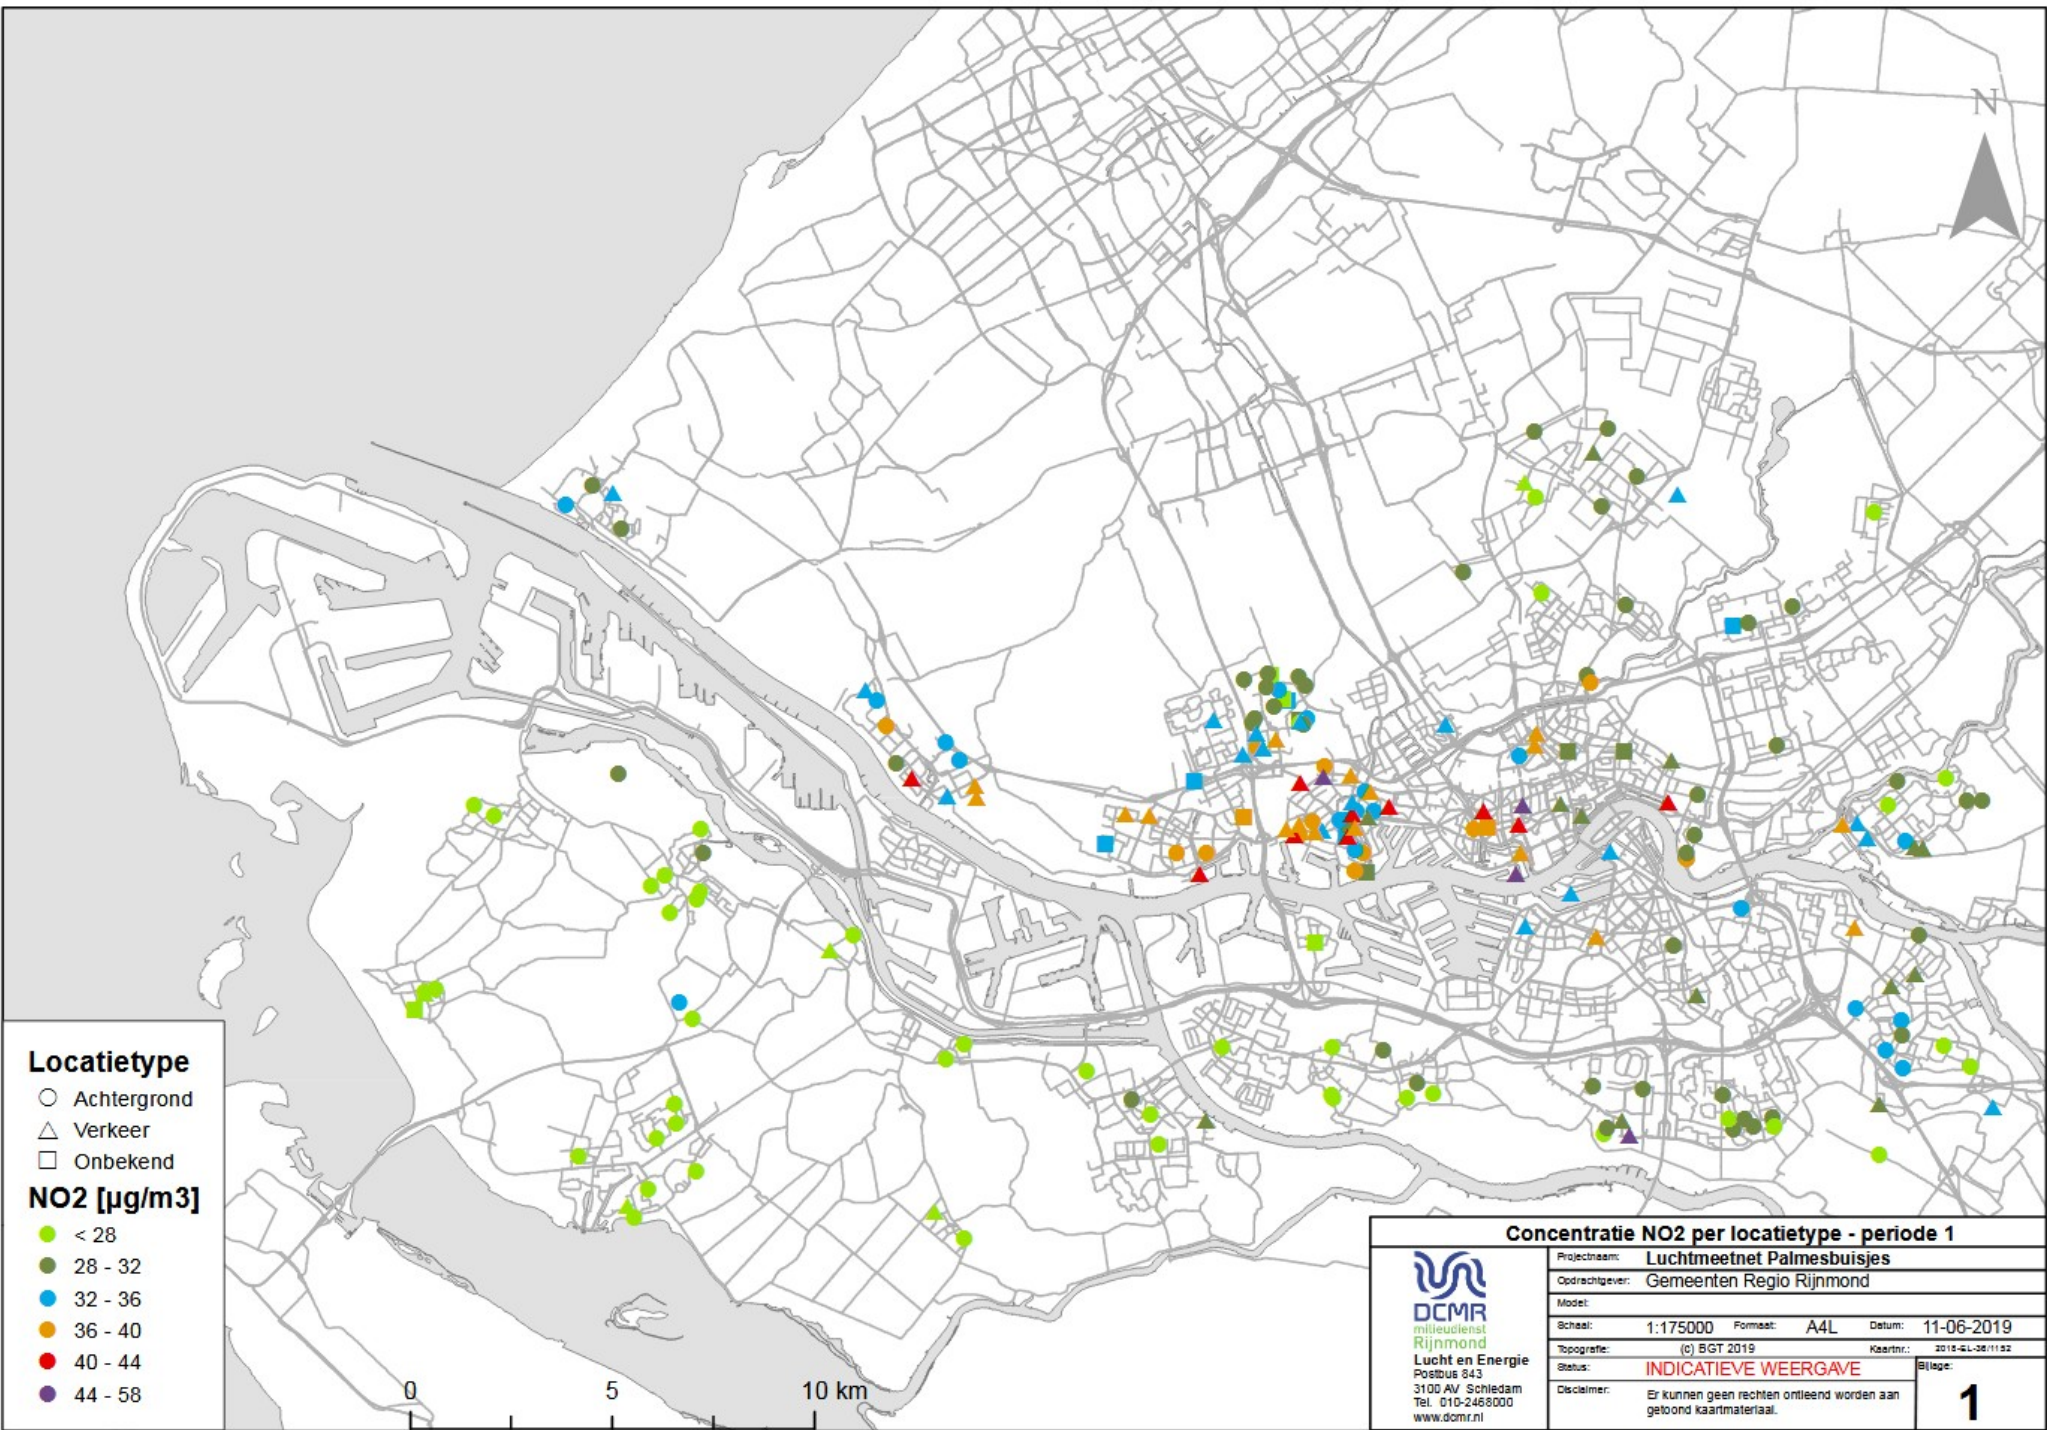 N
Locatietype
Achtergrond
Verkeer
Onbekend
NO2 [µg/m3]
< 28
28 - 32
32 - 36
36 - 40
40 - 44
44 - 58
0 5 10 km
Concentratie NO2 per locatietype - periode 1
DCMR
milieudienst
Rijnmond
Lucht en Energie
Postbus 843
3100 AV Schiedam
Tel. 010-2468000
www.dcmr.nl
Projectnaam: Luchtmeetnet Palmesbuisjes
Opdrachtgever: Gemeenten Regio Rijnmond
Model:
Schaal: 1:175000 Formaat: A4L Datum: 11-06-2019
Topografie: (c) BGT 2019 Kaartnr.:
Status: INDICATIEVE WEERGAVE
Disclaimer: Er kunnen geen rechten ontleend worden aan
getoond kaartmateriaal.
Bijlage:
1